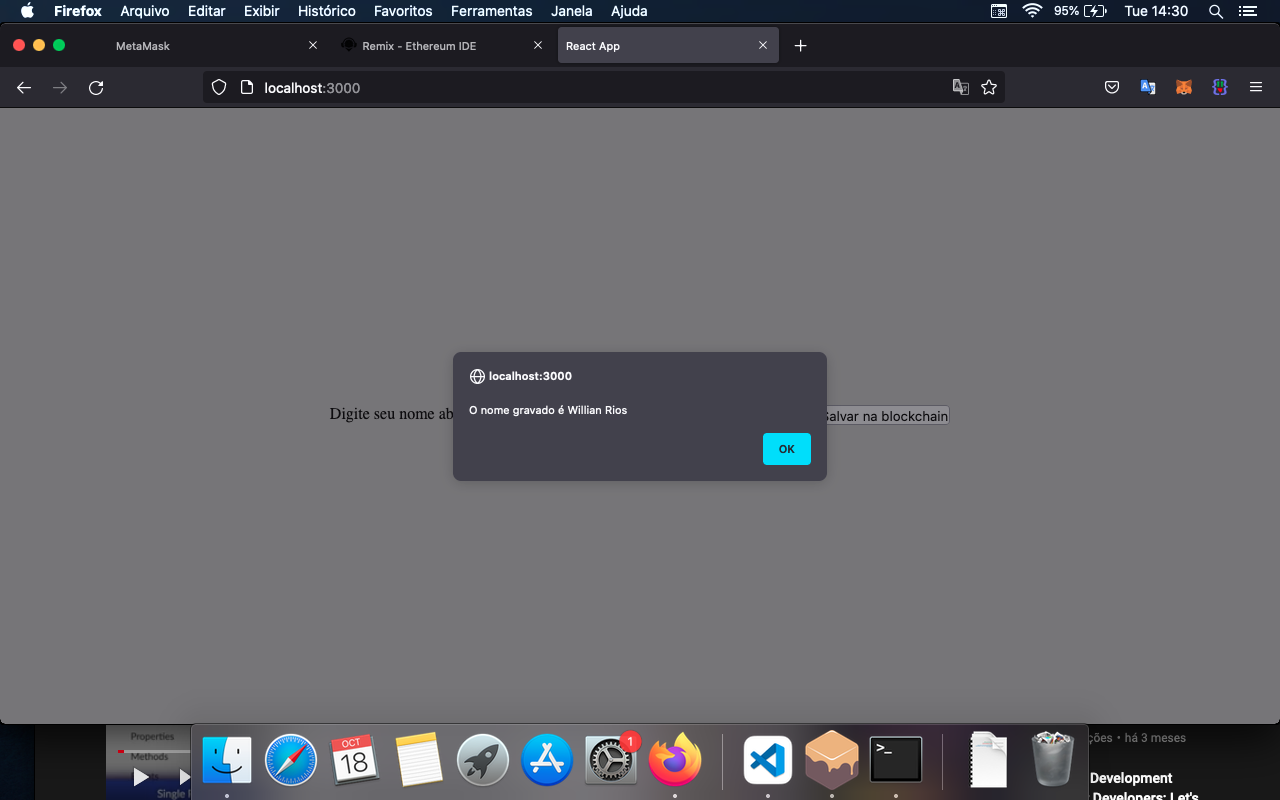 Firefox Arquivo Editar Exibir Histórico Favoritos Ferramentas Janela Ajuda 95% Tue 14:30
MetaMask Remix - Ethereum IDE React App
localhost:3000
localhost:3000
O nome gravado é Willian Rios
Digite seu nome ab
Salvar na blockchain
OK
Properties
Methods
Single
OCT
18
1
>_
ções • há 3 meses
Development
Developers: Let's